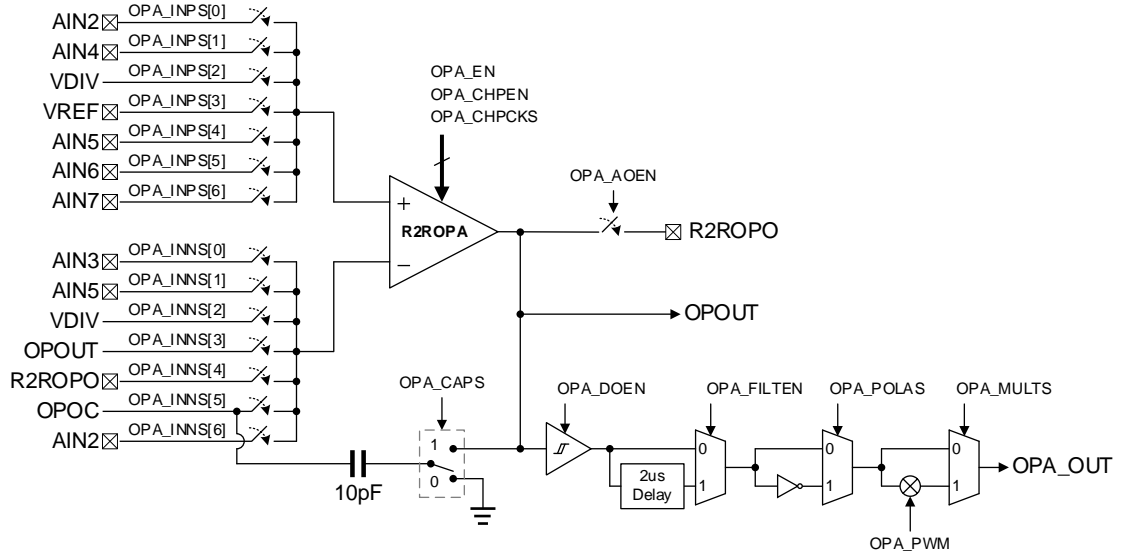 AIN2 OPA_INPS[0]
AIN4 OPA_INPS[1]
VDIV OPA_INPS[2]
VREF OPA_INPS[3]
AIN5 OPA_INPS[4]
AIN6 OPA_INPS[5]
AIN7 OPA_INPS[6]
OPA_EN
OPA_CHPEN
OPA_CHPCKS
+
R2ROPA
−
OPA_AOEN
R2ROPO
OPOUT
AIN3 OPA_INNS[0]
AIN5 OPA_INNS[1]
VDIV OPA_INNS[2]
OPOUT OPA_INNS[3]
R2ROPO OPA_INNS[4]
OPOC OPA_INNS[5]
AIN2 OPA_INNS[6]
10pF
OPA_CAPS
1
0
OPA_DOEN
2us
Delay
OPA_FILTEN
0
1
OPA_POLAS
0
1
OPA_MULTS
0
1
OPA_OUT
OPA_PWM